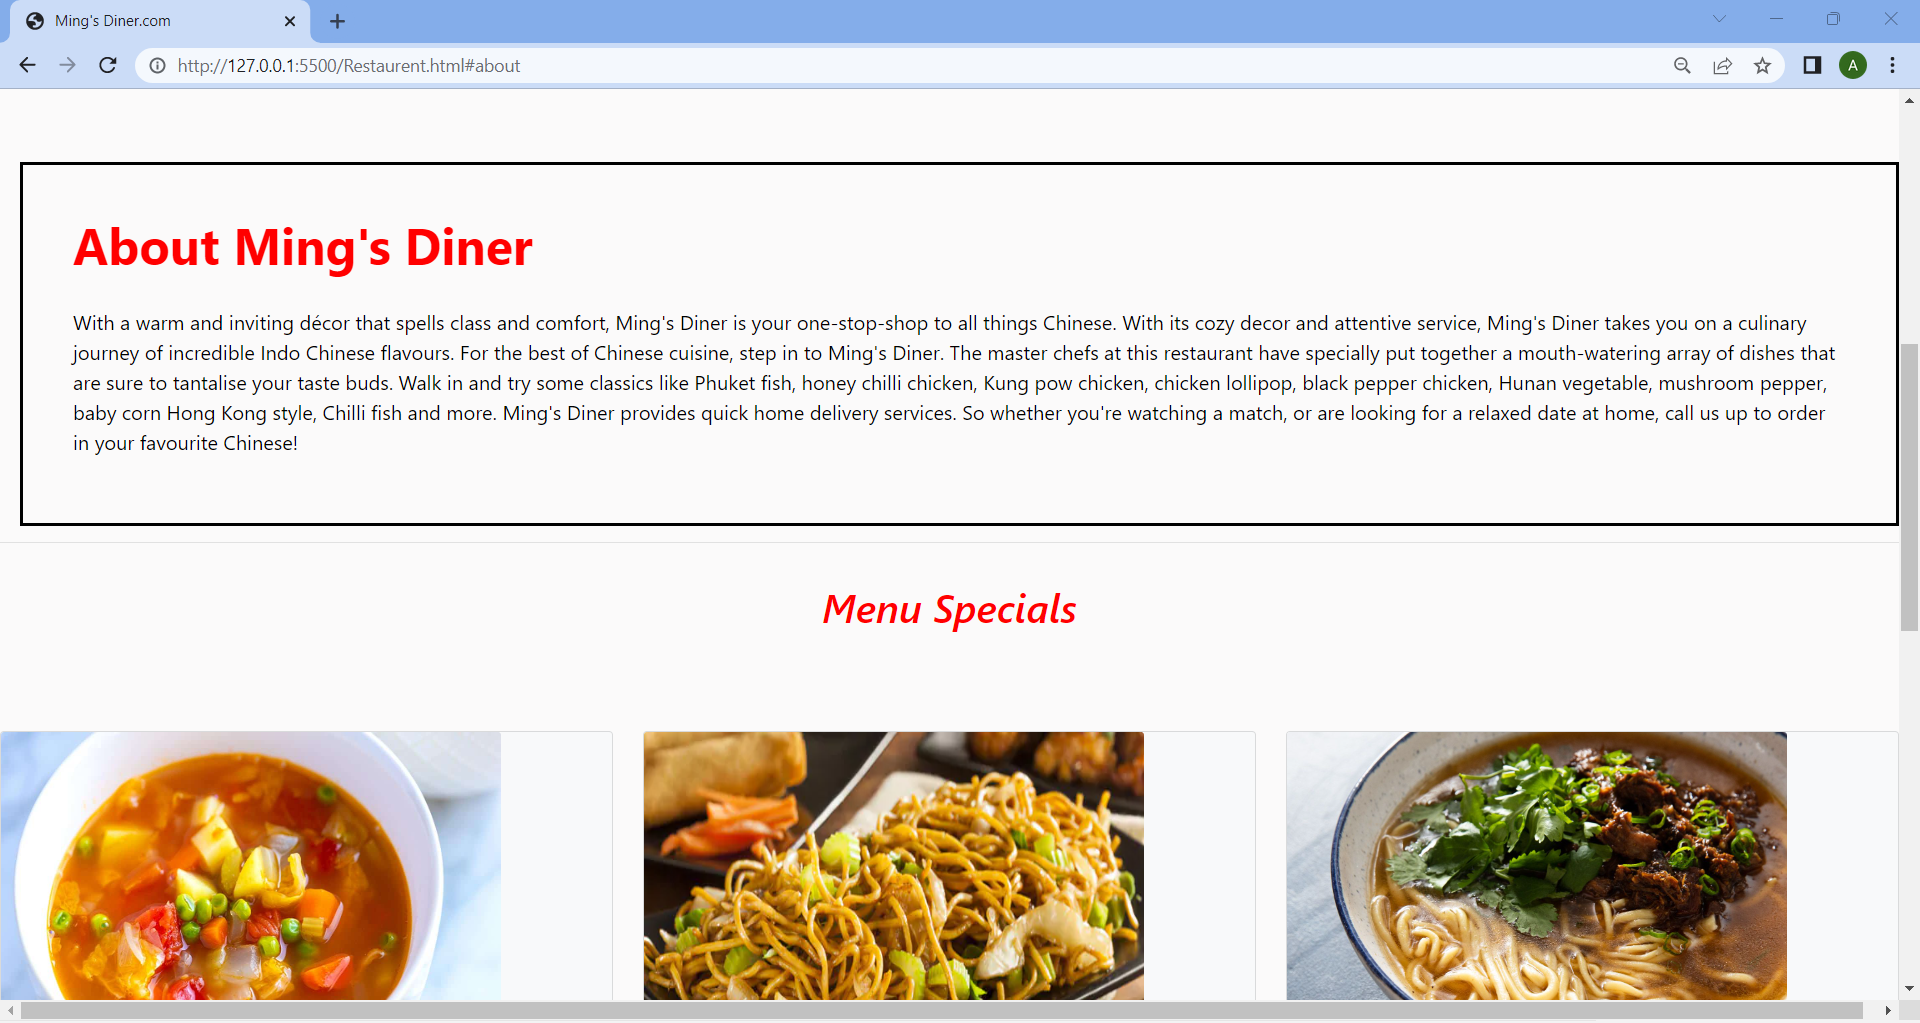 Ming's Diner.com
http://127.0.0.1:5500/Restaurent.html#about
A
About Ming's Diner
With a warm and inviting décor that spells class and comfort, Ming's Diner is your one-stop-shop to all things Chinese. With its cozy decor and attentive service, Ming's Diner takes you on a culinary
journey of incredible Indo Chinese flavours. For the best of Chinese cuisine, step in to Ming's Diner. The master chefs at this restaurant have specially put together a mouth-watering array of dishes that
are sure to tantalise your taste buds. Walk in and try some classics like Phuket fish, honey chilli chicken, Kung pow chicken, chicken lollipop, black pepper chicken, Hunan vegetable, mushroom pepper,
baby corn Hong Kong style, Chilli fish and more. Ming's Diner provides quick home delivery services. So whether you're watching a match, or are looking for a relaxed date at home, call us up to order
in your favourite Chinese!
Menu Specials